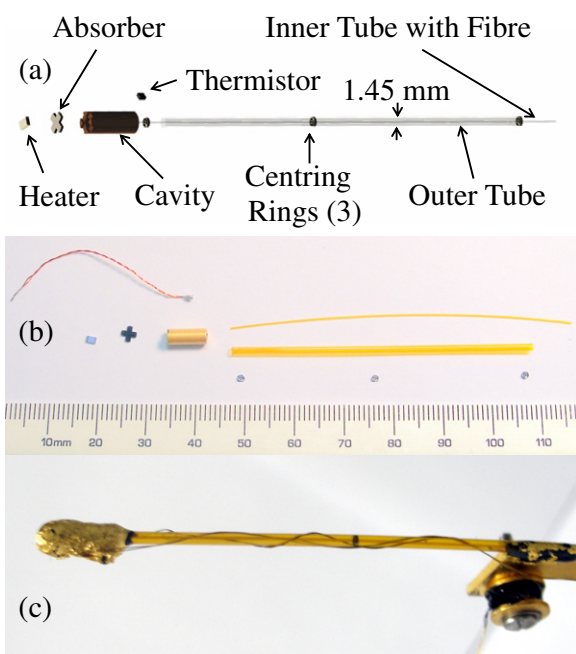 Absorber
Inner Tube with Fibre
(a)
Thermistor
1.45 mm
Heater
Cavity
Centring
Rings (3)
Outer Tube
(b)
10mm 20 30 40 50 60 70 80 90 100 110
(c)